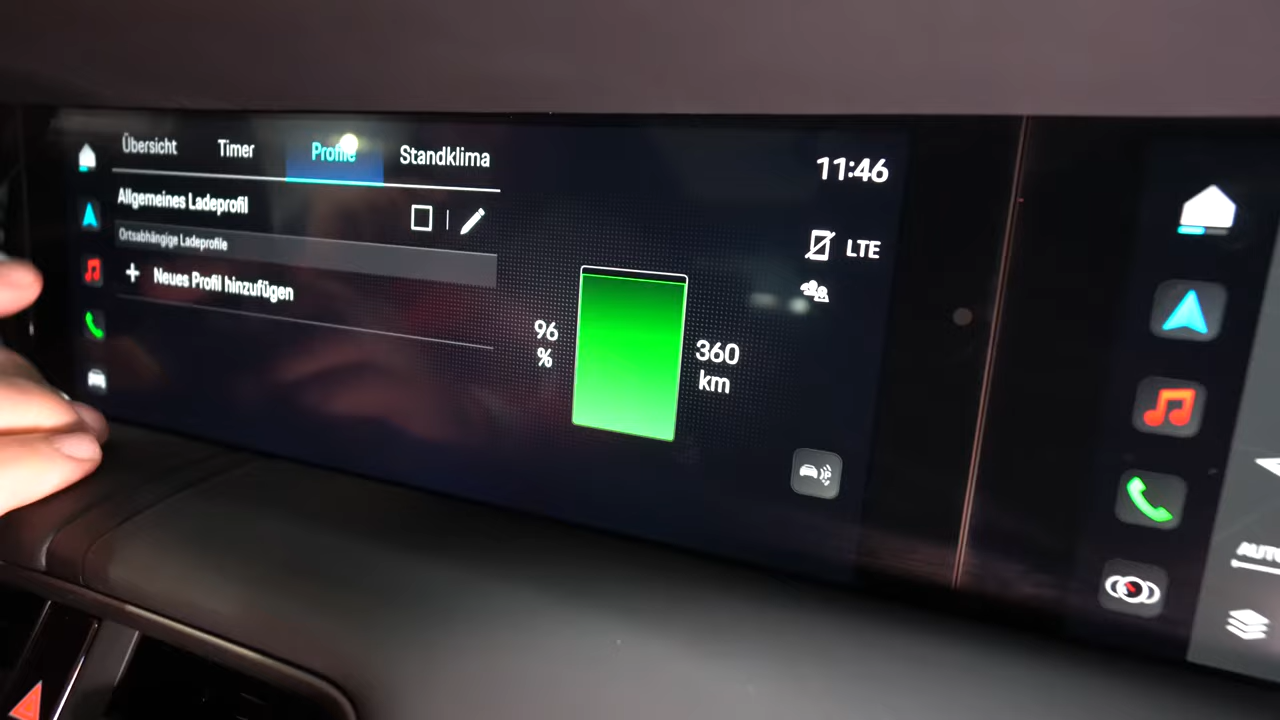 Übersicht Timer Profile Standklima
11:46
Allgemeines Ladeprofil
LTE
Ortsabhängige Ladeprofile
+ Neues Profil hinzufügen
96
%
360
km
P